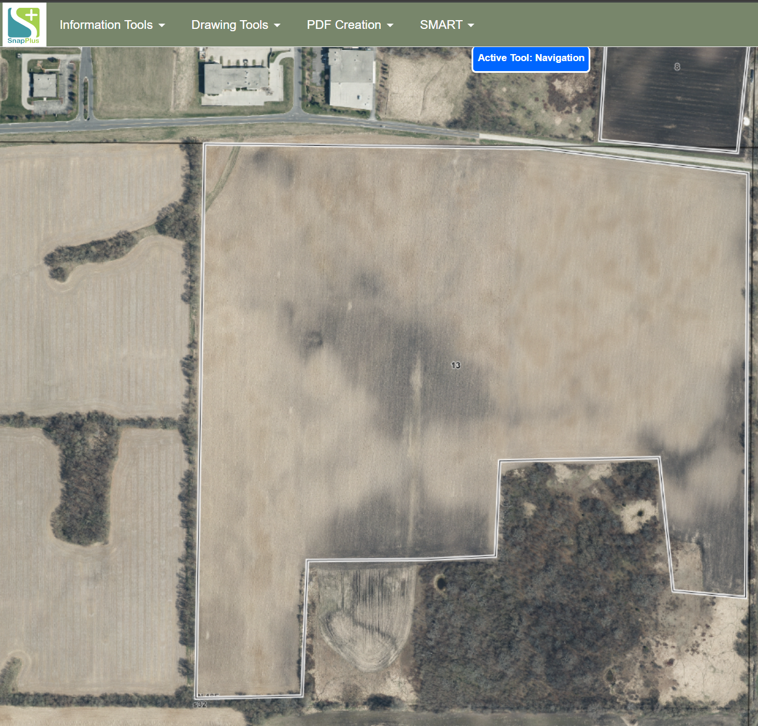 Information Tools
Drawing Tools
PDF Creation
SMART
SnapPlus
Active Tool: Navigation
8
13